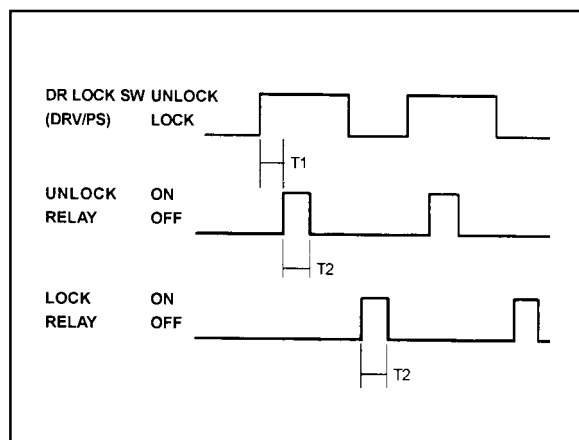 DR LOCK SW UNLOCK
(DRV/PS) LOCK
T1
UNLOCK ON
RELAY OFF
T2
LOCK ON
RELAY OFF
T2